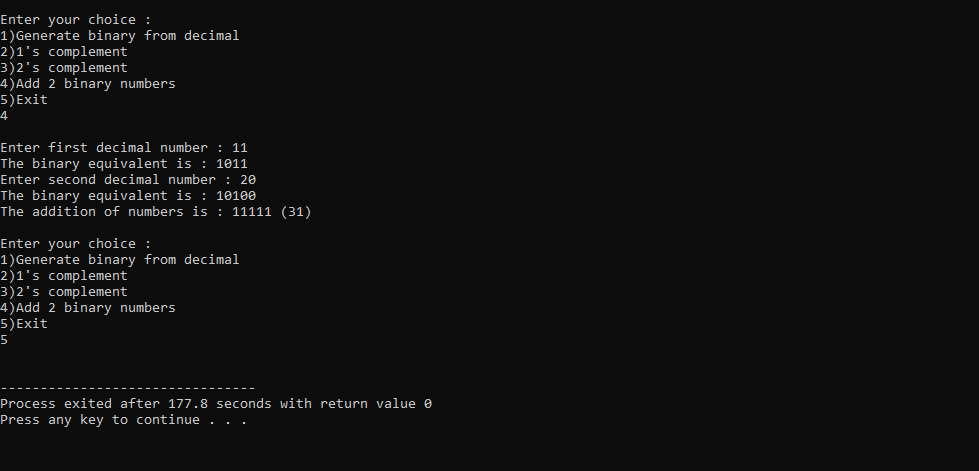 Enter your choice :
1)Generate binary from decimal
2)1's complement
3)2's complement
4)Add 2 binary numbers
5)Exit
4
Enter first decimal number : 11
The binary equivalent is : 1011
Enter second decimal number : 20
The binary equivalent is : 10100
The addition of numbers is : 11111 (31)
Enter your choice :
1)Generate binary from decimal
2)1's complement
3)2's complement
4)Add 2 binary numbers
5)Exit
5
--------------------------------
Process exited after 177.8 seconds with return value 0
Press any key to continue . . .